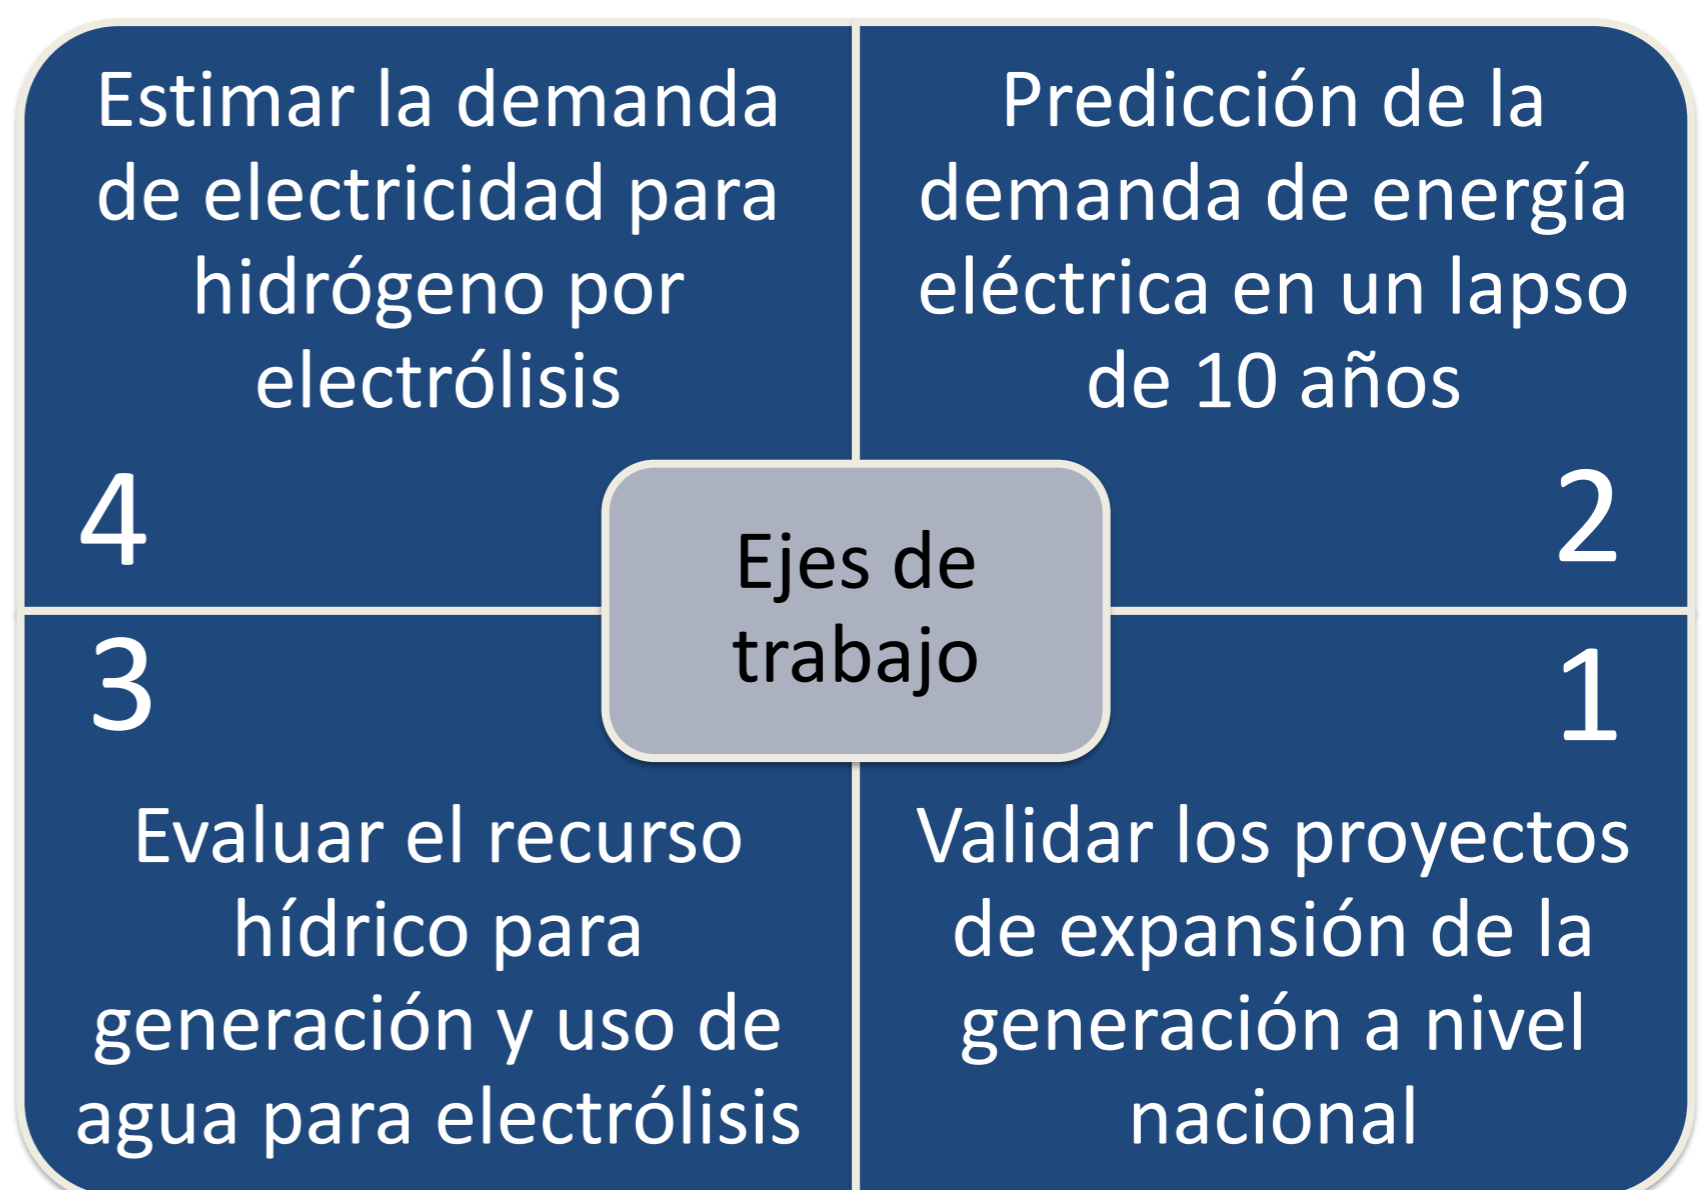 Estimar la demanda
de electricidad para
hidrógeno por
electrólisis
4
Predicción de la
demanda de energía
eléctrica en un lapso
de 10 años
2
Ejes de
trabajo
3
Evaluar el recurso
hídrico para
generación y uso de
agua para electrólisis
1
Validar los proyectos
de expansión de la
generación a nivel
nacional